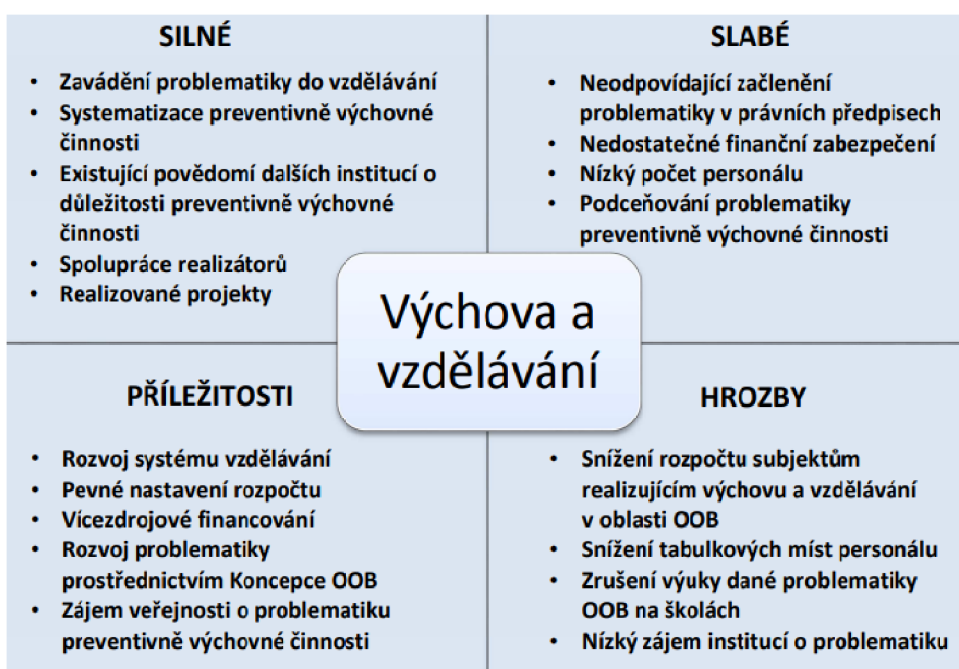 SILNÉ
• Zavádění problematiky do vzdělávání
• Systematizace preventivně výchovné
činnosti
• Existující povědomí dalších institucí o
důležitosti preventivně výchovné
činnosti
• Spolupráce realizátorů
• Realizované projekty
SLABÉ
• Neodpovídající začlenění
problematiky v právních předpisech
• Nedostatečné finanční zabezpečení
• Nízký počet personálu
• Podceňování problematiky
preventivně výchovné činnosti
Výchova a
vzdělávání
PŘÍLEŽITOSTI
• Rozvoj systému vzdělávání
• Pevné nastavení rozpočtu
• Vícezdrojové financování
• Rozvoj problematiky
prostřednictvím Koncepce OOB
• Zájem veřejnosti o problematiku
preventivně výchovné činnosti
HROZBY
• Snížení rozpočtu subjektům
realizujícím výchovu a vzdělávání
v oblasti OOB
• Snížení tabulkových míst personálu
• Zrušení výuky dané problematiky
OOB na školách
• Nízký zájem institucí o problematiku